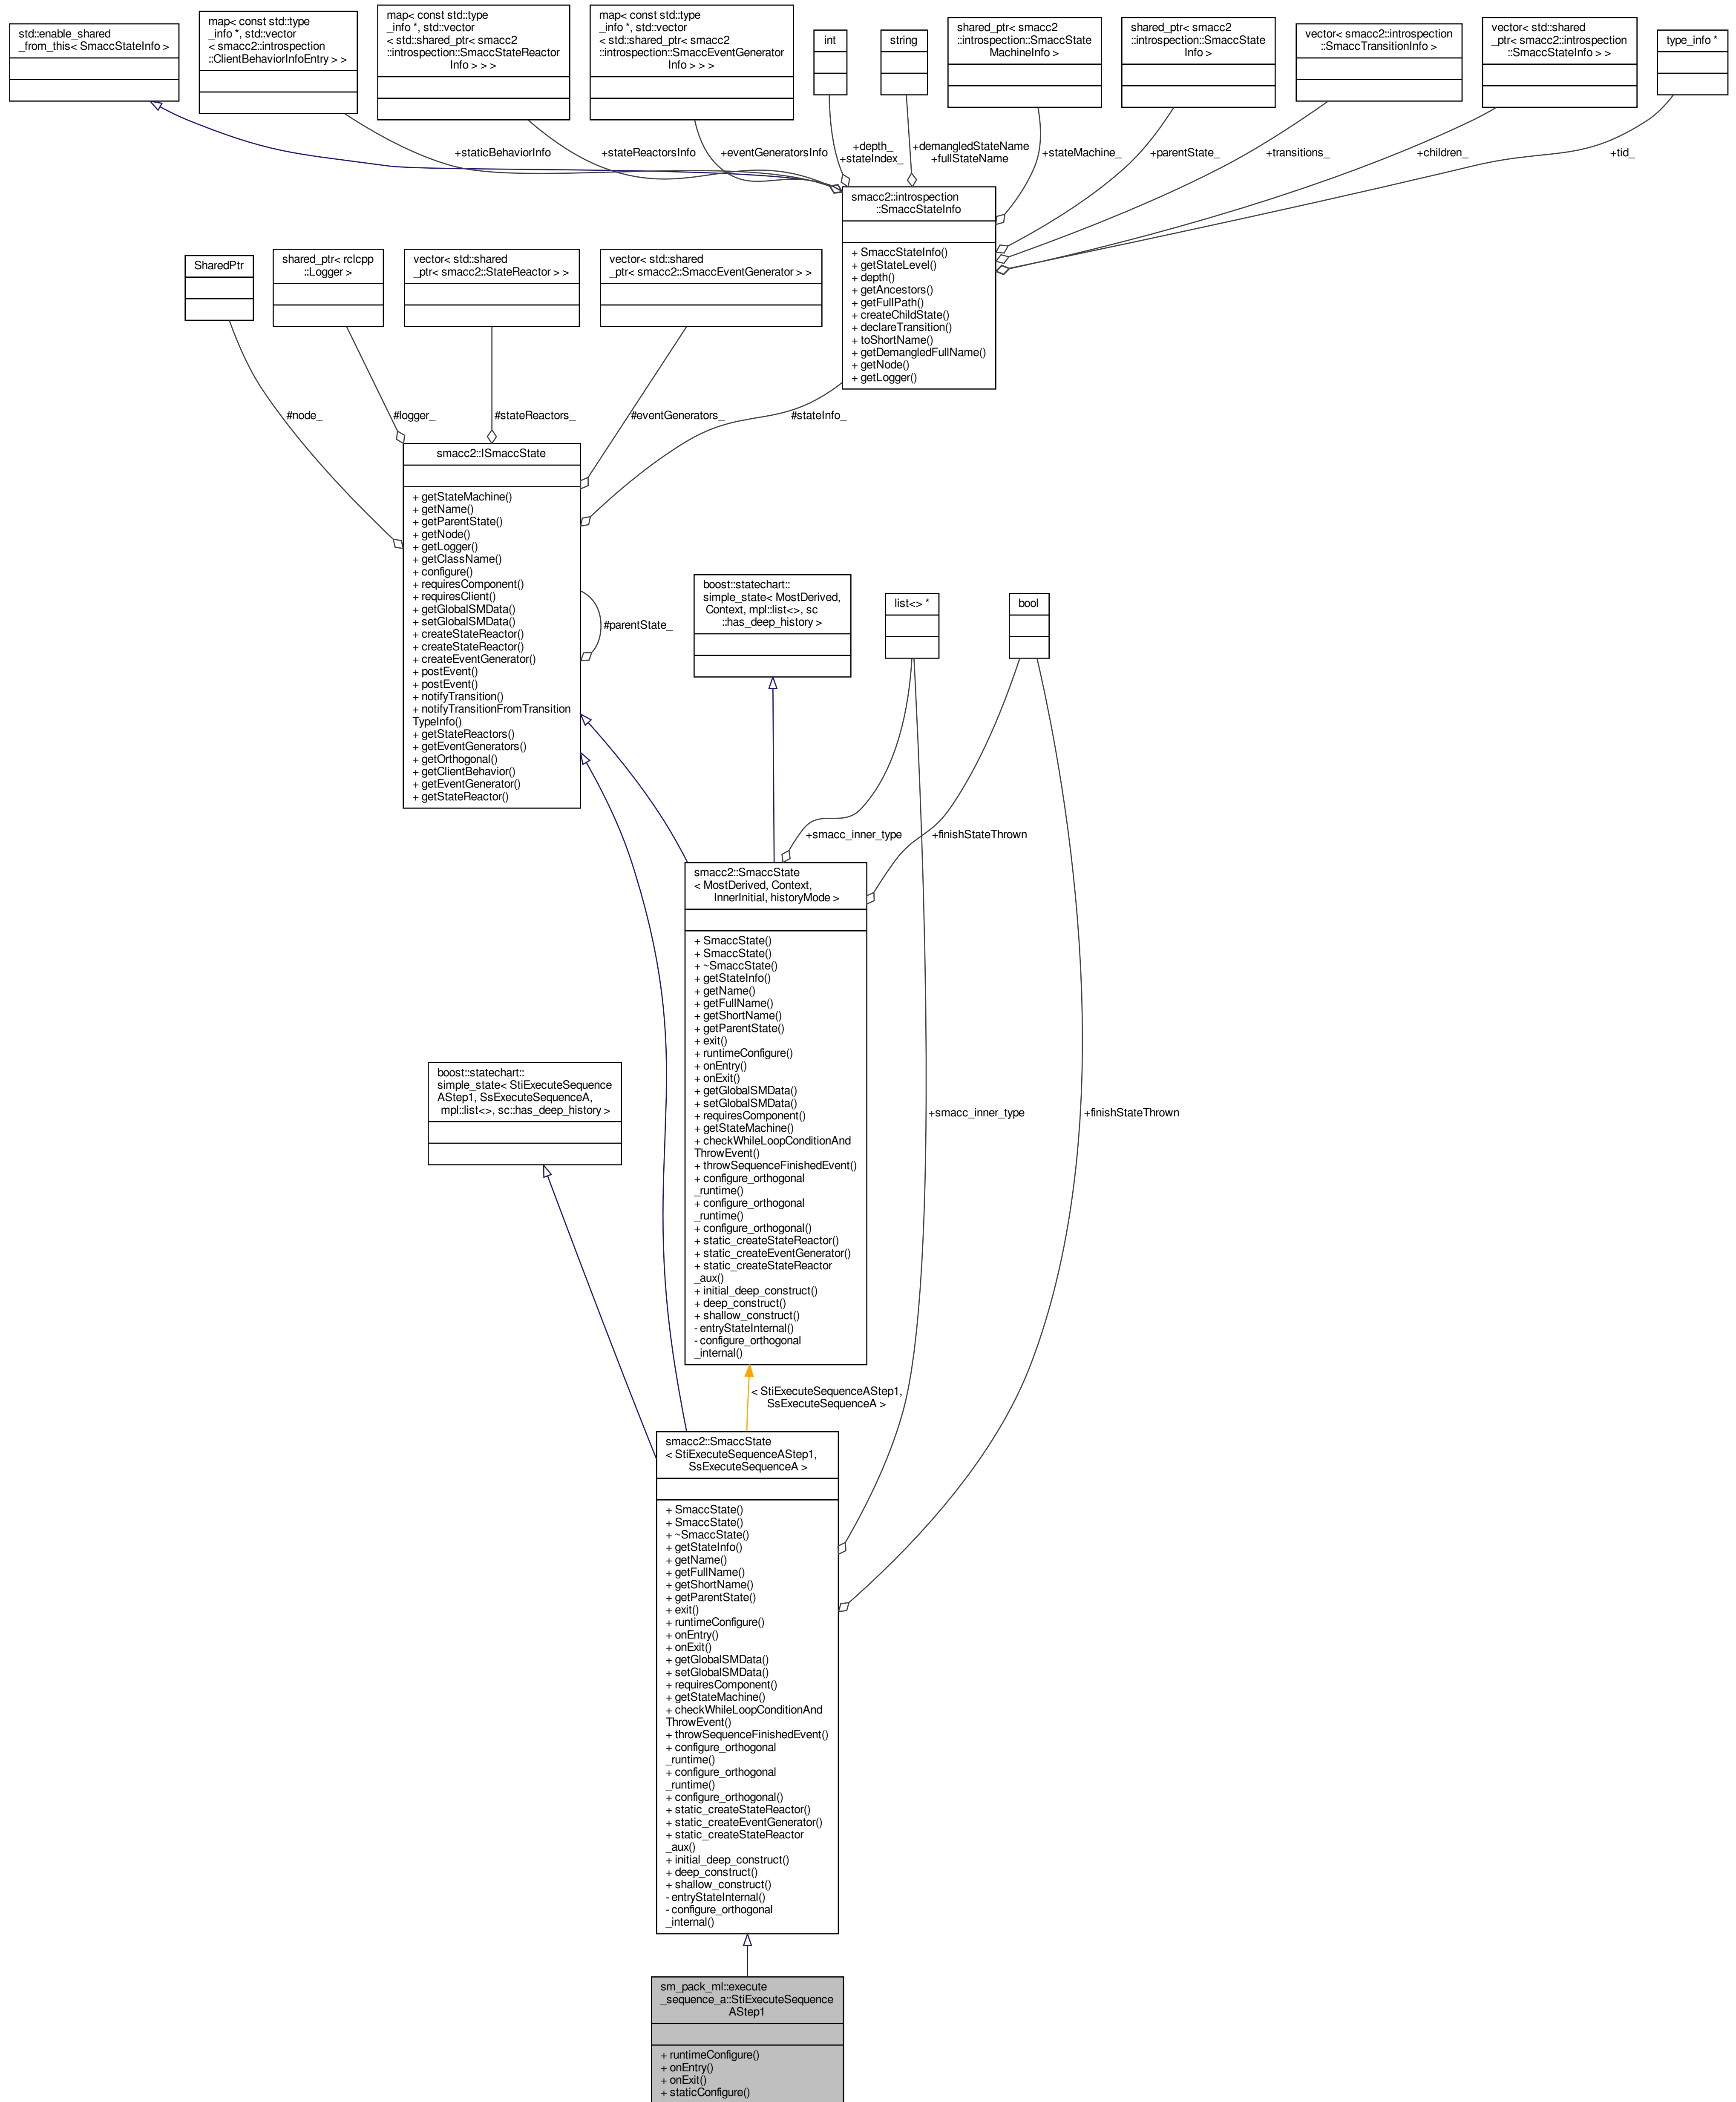 std::enable_shared
_from_this< SmaccStateInfo >
map< const std::type
_info *, std::vector
< smacc2::introspection
::ClientBehaviorInfoEntry > >
map< const std::type
_info *, std::vector
< std::shared_ptr< smacc2
::introspection::SmaccStateReactor
Info > > >
map< const std::type
_info *, std::vector
< std::shared_ptr< smacc2
::introspection::SmaccEventGenerator
Info > > >
int
string
shared_ptr< smacc2
::introspection::SmaccState
MachineInfo >
shared_ptr< smacc2
::introspection::SmaccState
Info >
vector< smacc2::introspection
::SmaccTransitionInfo >
vector< std::shared
_ptr< smacc2::introspection
::SmaccStateInfo > >
type_info *
+staticBehaviorInfo
+stateReactorsInfo
+eventGeneratorsInfo
+depth_
+stateIndex_
+demangledStateName
+fullStateName
+stateMachine_
+parentState_
+transitions_
+children_
+tid_
smacc2::introspection
::SmaccStateInfo
+ SmaccStateInfo()
+ getStateLevel()
+ depth()
+ getAncestors()
+ getFullPath()
+ createChildState()
+ declareTransition()
+ toShortName()
+ getDemangledFullName()
+ getNode()
+ getLogger()
SharedPtr
shared_ptr< rclcpp
::Logger >
vector< std::shared
_ptr< smacc2::StateReactor > >
vector< std::shared
_ptr< smacc2::SmaccEventGenerator > >
#node_
#logger_
#stateReactors_
#eventGenerators_
#stateInfo_
smacc2::ISmaccState
+ getStateMachine()
+ getName()
+ getParentState()
+ getNode()
+ getLogger()
+ getClassName()
+ configure()
+ requiresComponent()
+ requiresClient()
+ getGlobalSMData()
+ setGlobalSMData()
+ createStateReactor()
+ createStateReactor()
+ createEventGenerator()
+ postEvent()
+ postEvent()
+ notifyTransition()
+ notifyTransitionFromTransition
TypeInfo()
+ getStateReactors()
+ getEventGenerators()
+ getOrthogonal()
+ getClientBehavior()
+ getEventGenerator()
+ getStateReactor()
#parentState_
boost::statechart::
simple_state< MostDerived,
Context, mpl::list<>, sc
::has_deep_history >
list<> *
bool
+smacc_inner_type
+finishStateThrown
smacc2::SmaccState
< MostDerived, Context,
InnerInitial, historyMode >
+ SmaccState()
+ SmaccState()
+ ~SmaccState()
+ getStateInfo()
+ getName()
+ getFullName()
+ getShortName()
+ getParentState()
+ exit()
+ runtimeConfigure()
+ onEntry()
+ onExit()
+ getGlobalSMData()
+ setGlobalSMData()
+ requiresComponent()
+ getStateMachine()
+ checkWhileLoopConditionAnd
ThrowEvent()
+ throwSequenceFinishedEvent()
+ configure_orthogonal
_runtime()
+ configure_orthogonal
_runtime()
+ configure_orthogonal()
+ static_createStateReactor()
+ static_createEventGenerator()
+ static_createStateReactor
_aux()
+ initial_deep_construct()
+ deep_construct()
+ shallow_construct()
- entryStateInternal()
- configure_orthogonal
_internal()
boost::statechart::
simple_state< StiExecuteSequence
AStep1, SsExecuteSequenceA,
mpl::list<>, sc::has_deep_history >
+smacc_inner_type
+finishStateThrown
< StiExecuteSequenceAStep1,
SsExecuteSequenceA >
smacc2::SmaccState
< StiExecuteSequenceAStep1,
SsExecuteSequenceA >
+ SmaccState()
+ SmaccState()
+ ~SmaccState()
+ getStateInfo()
+ getName()
+ getFullName()
+ getShortName()
+ getParentState()
+ exit()
+ runtimeConfigure()
+ onEntry()
+ onExit()
+ getGlobalSMData()
+ setGlobalSMData()
+ requiresComponent()
+ getStateMachine()
+ checkWhileLoopConditionAnd
ThrowEvent()
+ throwSequenceFinishedEvent()
+ configure_orthogonal
_runtime()
+ configure_orthogonal
_runtime()
+ configure_orthogonal()
+ static_createStateReactor()
+ static_createEventGenerator()
+ static_createStateReactor
_aux()
+ initial_deep_construct()
+ deep_construct()
+ shallow_construct()
- entryStateInternal()
- configure_orthogonal
_internal()
sm_pack_ml::execute
_sequence_a::StiExecuteSequence
AStep1
+ runtimeConfigure()
+ onEntry()
+ onExit()
+ staticConfigure()